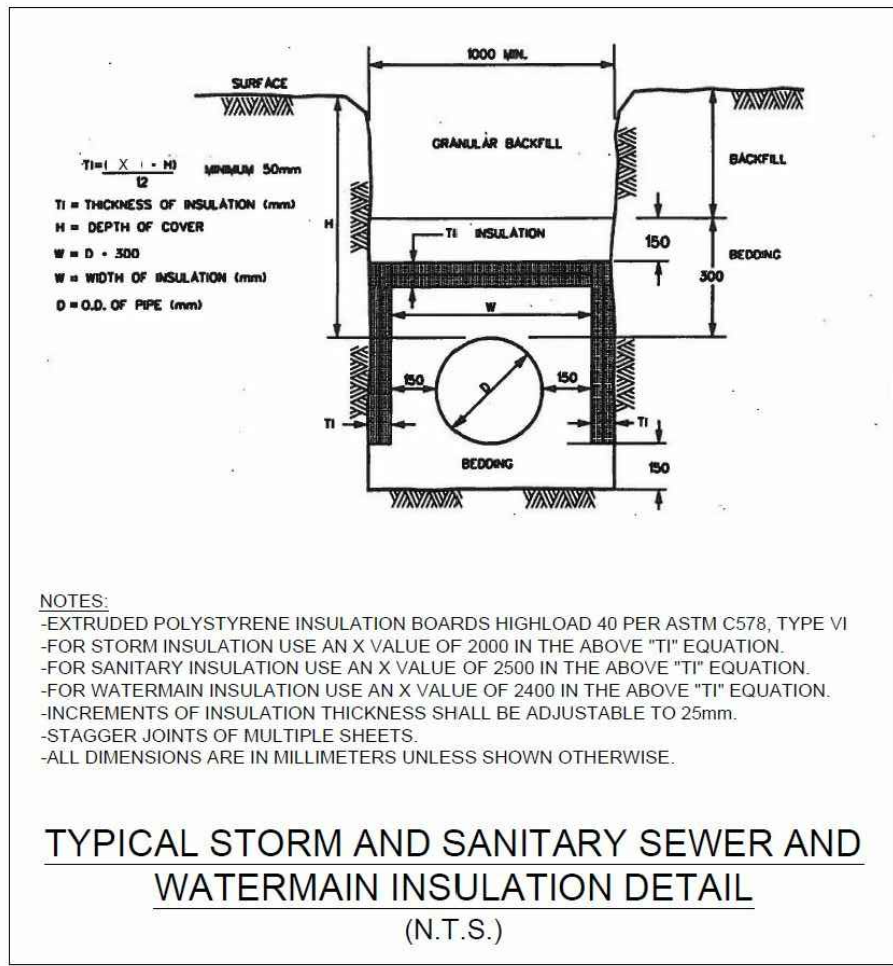 1000 MIN.
SURFACE
GRANULAR BACKFILL
BACKFILL
TI=( X ) - H)
12
MINIMUM 50mm
TI = THICKNESS OF INSULATION (mm)
H = DEPTH OF COVER
W = D + 300
W = WIDTH OF INSULATION (mm)
D = O.D. OF PIPE (mm)
H
TI INSULATION
150
BEDDING
300
W
150
D
150
TI
TI
BEDDING
150
NOTES:
-EXTRUDED POLYSTYRENE INSULATION BOARDS HIGHLOAD 40 PER ASTM C578, TYPE VI
-FOR STORM INSULATION USE AN X VALUE OF 2000 IN THE ABOVE "TI" EQUATION.
-FOR SANITARY INSULATION USE AN X VALUE OF 2500 IN THE ABOVE "TI" EQUATION.
-FOR WATERMAIN INSULATION USE AN X VALUE OF 2400 IN THE ABOVE "TI" EQUATION.
-INCREMENTS OF INSULATION THICKNESS SHALL BE ADJUSTABLE TO 25mm.
-STAGGER JOINTS OF MULTIPLE SHEETS.
-ALL DIMENSIONS ARE IN MILLIMETERS UNLESS SHOWN OTHERWISE.
TYPICAL STORM AND SANITARY SEWER AND
WATERMAIN INSULATION DETAIL
(N.T.S.)